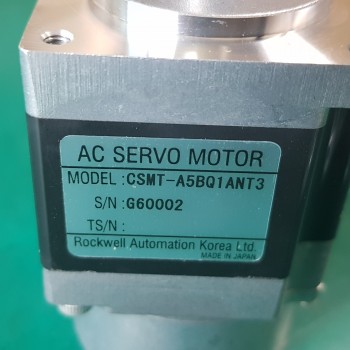 AC SERVO MOTOR
MODEL : CSMT-A5BQ1ANT3
S/N : G60002
TS/N :
Rockwell Automation Korea Ltd.
MADE IN JAPAN